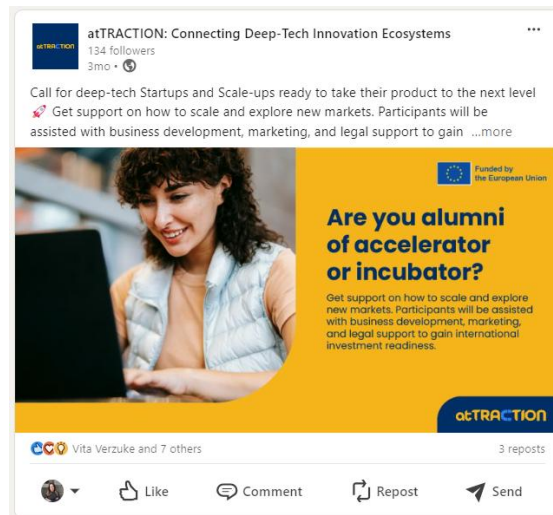 atTRACTION
atTRACTION: Connecting Deep-Tech Innovation Ecosystems
134 followers
3mo •
Call for deep-tech Startups and Scale-ups ready to take their product to the next level
🚀 Get support on how to scale and explore new markets. Participants will be
assisted with business development, marketing, and legal support to gain ...more
Funded by
the European Union
Are you alumni
of accelerator
or incubator?
Get support on how to scale and explore
new markets. Participants will be assisted
with business development, marketing,
and legal support to gain international
investment readiness.
atTRACTION
Vita Verzuke and 7 others
3 reposts
Like
Comment
Repost
Send